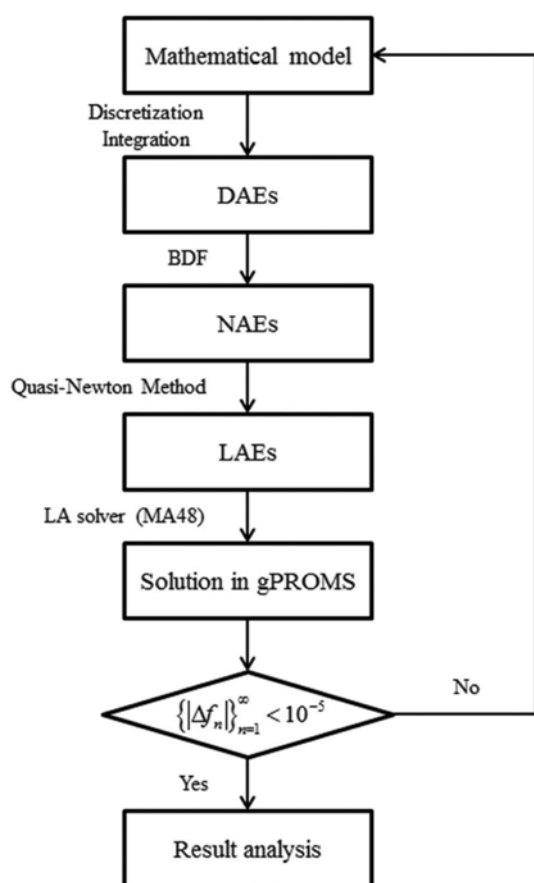 Mathematical model
Discretization
Integration
DAEs
BDF
NAEs
Quasi-Newton Method
LAEs
LA solver (MA48)
Solution in gPROMS
{|Δfₙ|}ₙ₌₁^∞ < 10⁻⁵
No
Yes
Result analysis